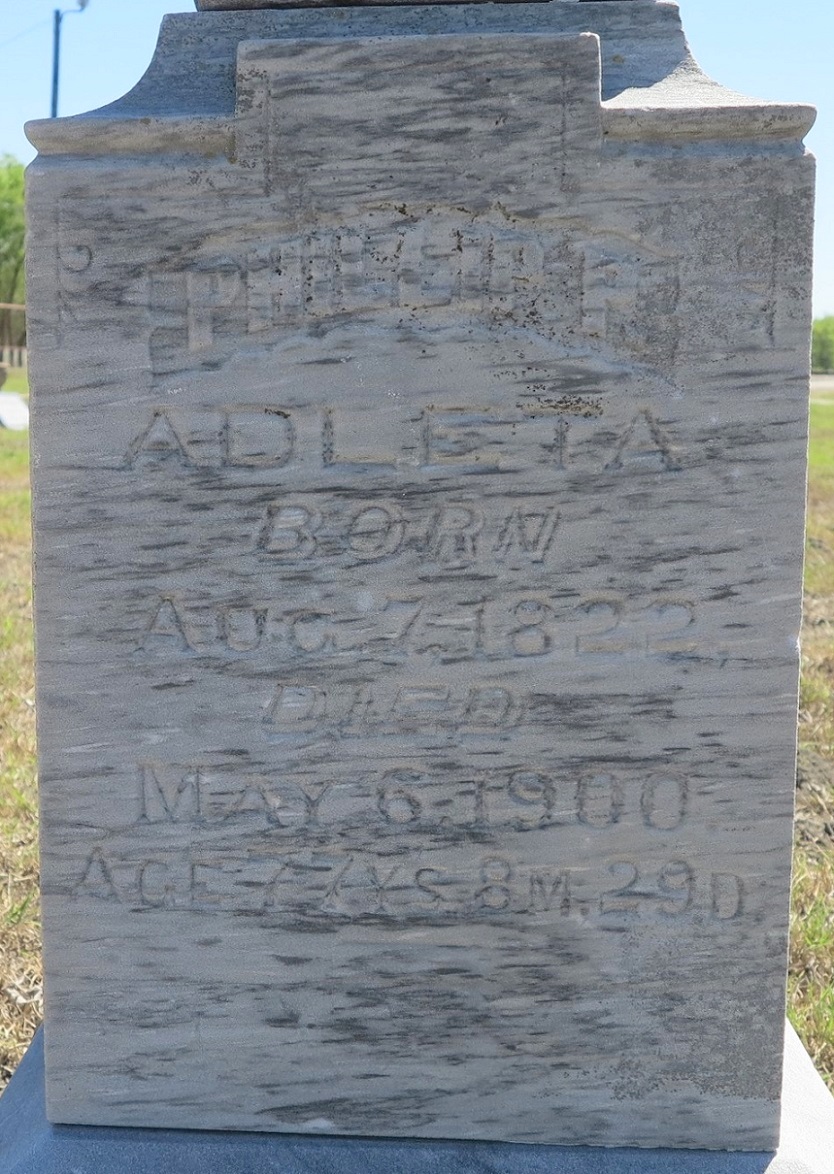 ADLETA
BORN
AUG. 7, 1822.
DIED
MAY 6, 1900
AGE 77 YS. 8 M. 29 D.